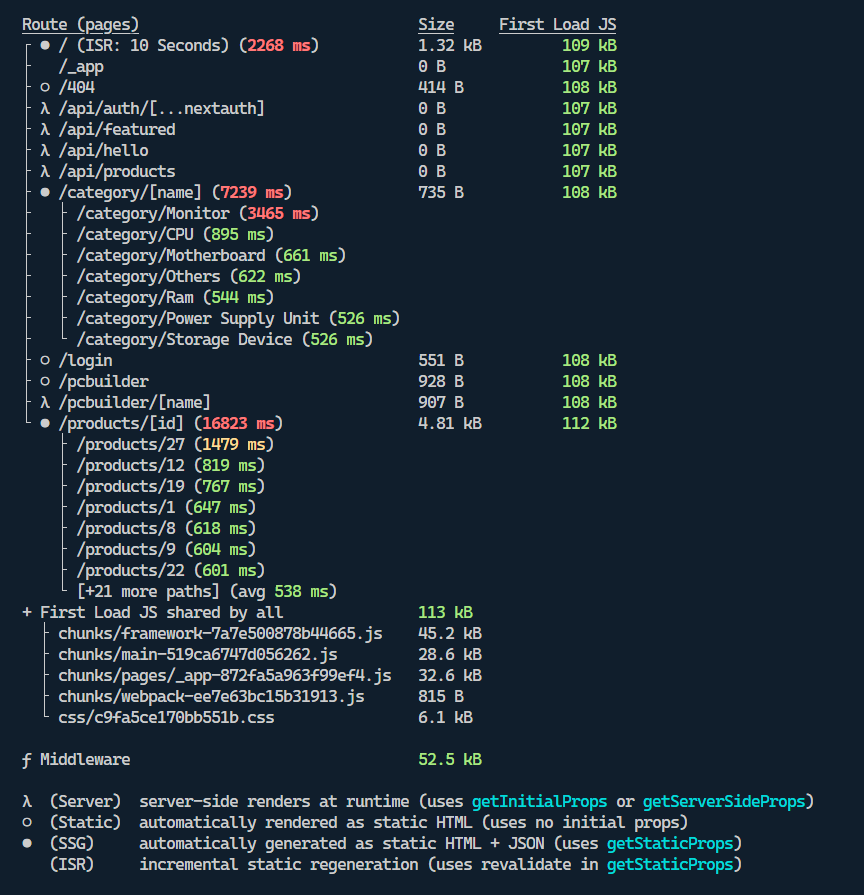 Route (pages) Size First Load JS
┌ ● / (ISR: 10 Seconds) (2268 ms) 1.32 kB 109 kB
├   /_app 0 B 107 kB
├ ○ /404 414 B 108 kB
├ λ /api/auth/[...nextauth] 0 B 107 kB
├ λ /api/featured 0 B 107 kB
├ λ /api/hello 0 B 107 kB
├ λ /api/products 0 B 107 kB
├ ● /category/[name] (7239 ms) 735 B 108 kB
├   ├ /category/Monitor (3465 ms)
├   ├ /category/CPU (895 ms)
├   ├ /category/Motherboard (661 ms)
├   ├ /category/Others (622 ms)
├   ├ /category/Ram (544 ms)
├   ├ /category/Power Supply Unit (526 ms)
├   └ /category/Storage Device (526 ms)
├ ○ /login 551 B 108 kB
├ ○ /pcbuilder 928 B 108 kB
├ λ /pcbuilder/[name] 907 B 108 kB
└ ● /products/[id] (16823 ms) 4.81 kB 112 kB
    ├ /products/27 (1479 ms)
    ├ /products/12 (819 ms)
    ├ /products/19 (767 ms)
    ├ /products/1 (647 ms)
    ├ /products/8 (618 ms)
    ├ /products/9 (604 ms)
    ├ /products/22 (601 ms)
    └ [+21 more paths] (avg 538 ms)
+ First Load JS shared by all 113 kB
  ├ chunks/framework-7a7e500878b44665.js 45.2 kB
  ├ chunks/main-519ca6747d056262.js 28.6 kB
  ├ chunks/pages/_app-872fa5a963f99ef4.js 32.6 kB
  ├ chunks/webpack-ee7e63bc15b31913.js 815 B
  └ css/c9fa5ce170bb551b.css 6.1 kB
ƒ Middleware 52.5 kB
λ (Server) server-side renders at runtime (uses getInitialProps or getServerSideProps)
○ (Static) automatically rendered as static HTML (uses no initial props)
● (SSG) automatically generated as static HTML + JSON (uses getStaticProps)
  (ISR) incremental static regeneration (uses revalidate in getStaticProps)